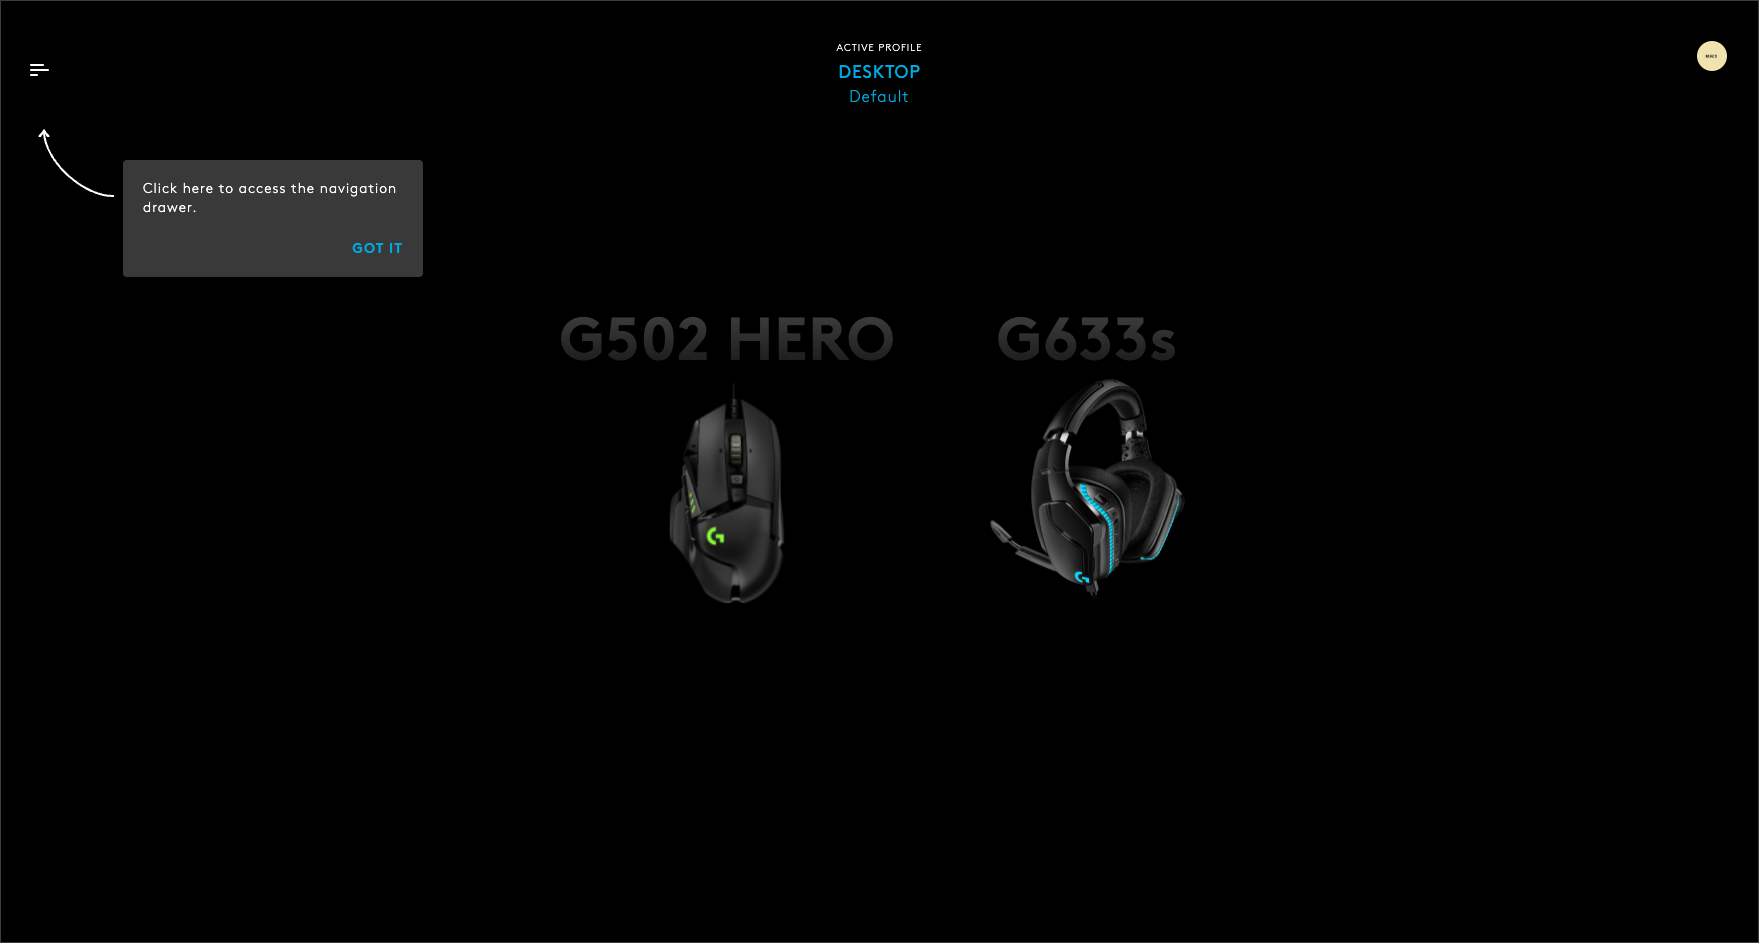 ACTIVE PROFILE
DESKTOP
Default
Click here to access the navigation
drawer.
GOT IT
G502 HERO
G633s